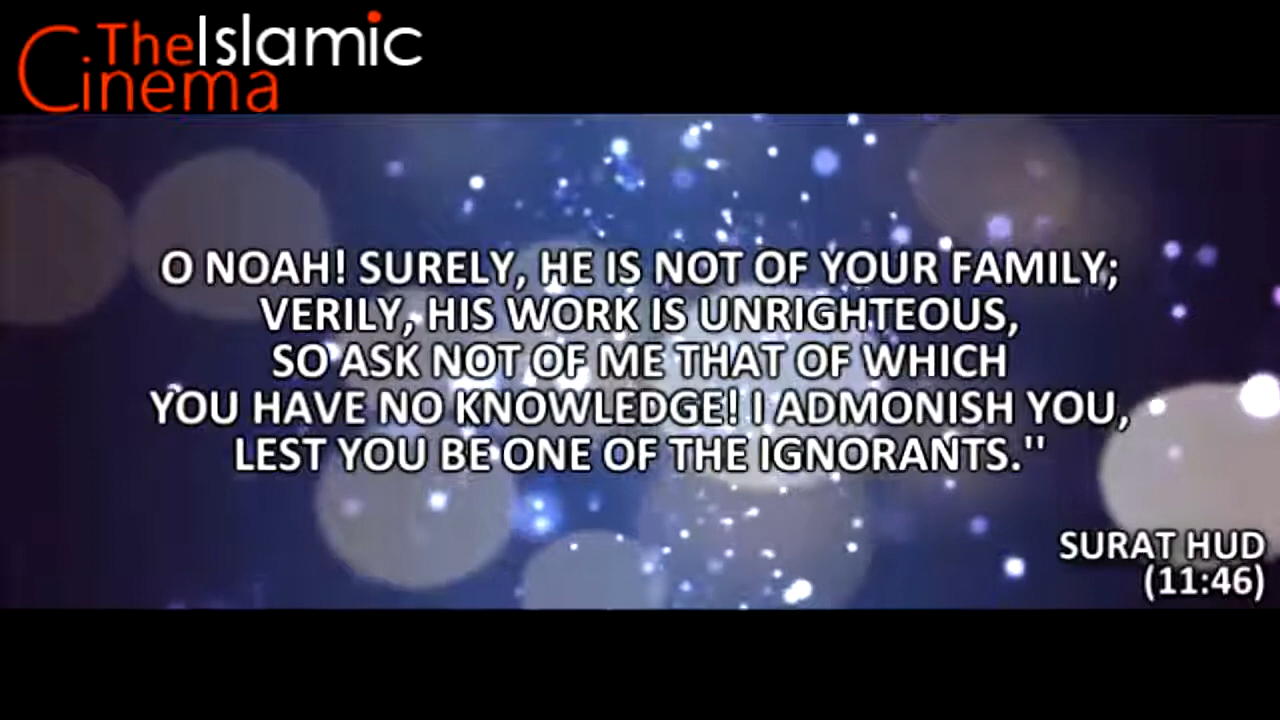 TheIslamic
Cinema
O NOAH! SURELY, HE IS NOT OF YOUR FAMILY;
VERILY, HIS WORK IS UNRIGHTEOUS,
SO ASK NOT OF ME THAT OF WHICH
YOU HAVE NO KNOWLEDGE! I ADMONISH YOU,
LEST YOU BE ONE OF THE IGNORANTS."
SURAT HUD
(11:46)